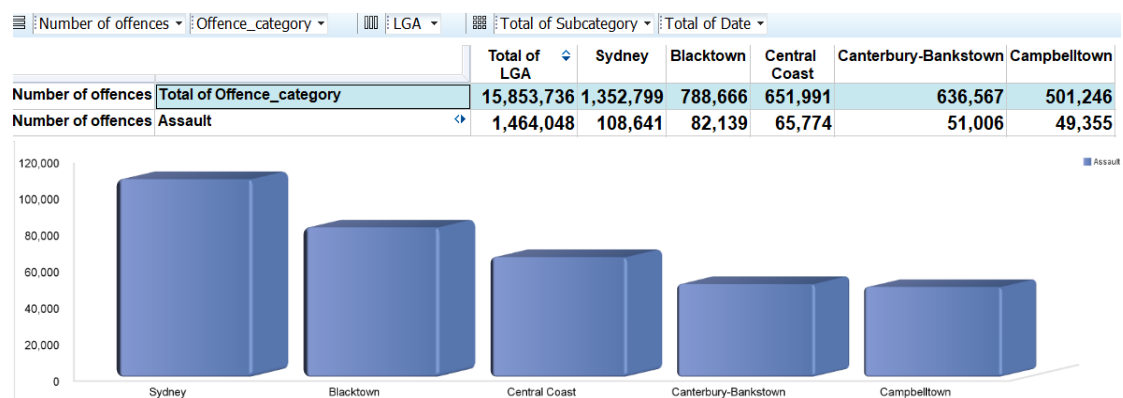 Number of offences Offence_category LGA Total of Subcategory Total of Date
Total of LGA Sydney Blacktown Central Coast Canterbury-Bankstown Campbelltown
Number of offences Total of Offence_category 15,853,736 1,352,799 788,666 651,991 636,567 501,246
Number of offences Assault 1,464,048 108,641 82,139 65,774 51,006 49,355
120,000
Assault
100,000
80,000
60,000
40,000
20,000
0
Sydney Blacktown Central Coast Canterbury-Bankstown Campbelltown